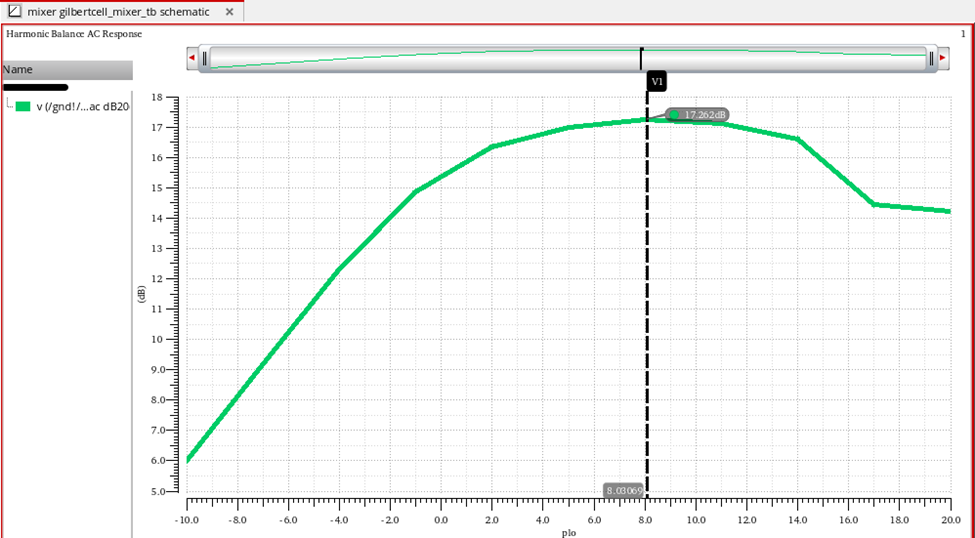 mixer gilbertcell_mixer_tb schematic ×
Harmonic Balance AC Response 1
Name
V1
v (/gnd!/...ac dB20
17.262dB
18
17
16
15
14
13
12
11
10
9.0
8.0
7.0
6.0
5.0
(dB)
8.03069
-10.0 -8.0 -6.0 -4.0 -2.0 0.0 2.0 4.0 6.0 8.0 10.0 12.0 14.0 16.0 18.0 20.0
plo